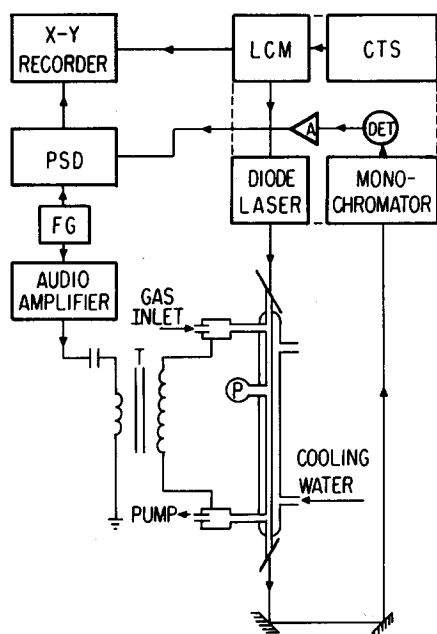 X-Y
RECORDER
LCM
CTS
PSD
A
DET
DIODE
LASER
MONO-
CHROMATOR
FG
AUDIO
AMPLIFIER
GAS
INLET
T
P
COOLING
WATER
PUMP